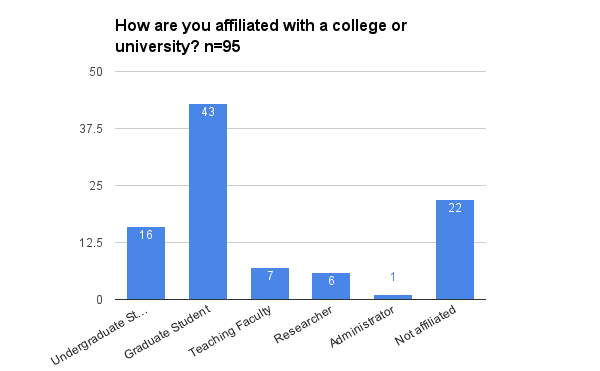 How are you affiliated with a college or
university? n=95
50
37.5
25
12.5
0
16
43
7
6
1
22
Undergraduate St...
Graduate Student
Teaching Faculty
Researcher
Administrator
Not affiliated